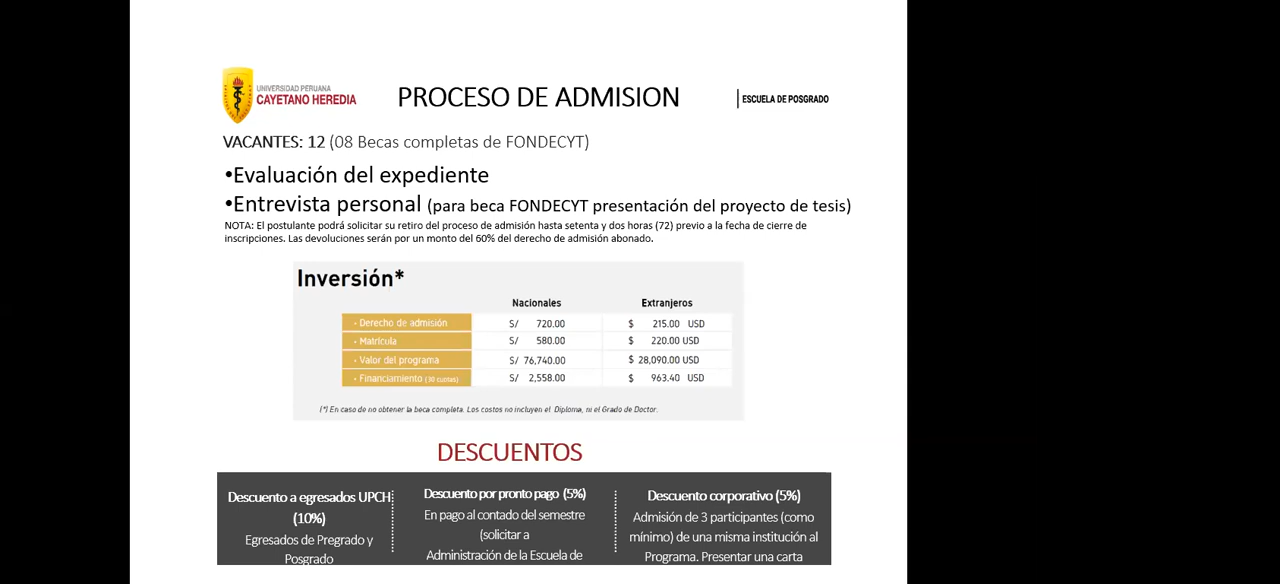 UNIVERSIDAD PERUANA
CAYETANO HEREDIA
PROCESO DE ADMISION
ESCUELA DE POSGRADO
VACANTES: 12 (08 Becas completas de FONDECYT)
•Evaluación del expediente
•Entrevista personal (para beca FONDECYT presentación del proyecto de tesis)
NOTA: El postulante podrá solicitar su retiro del proceso de admisión hasta setenta y dos horas (72) previo a la fecha de cierre de
inscripciones. Las devoluciones serán por un monto del 60% del derecho de admisión abonado.
Inversión*
Nacionales Extranjeros
• Derecho de admisión S/ 720.00 $ 215.00 USD
• Matrícula S/ 580.00 $ 220.00 USD
• Valor del programa S/ 76,740.00 $ 28,090.00 USD
• Financiamiento (30 cuotas) S/ 2,558.00 $ 963.40 USD
(*) En caso de no obtener la beca completa. Los costos no incluyen el Diploma, ni el Grado de Doctor.
DESCUENTOS
Descuento a egresados UPCH
(10%)
Egresados de Pregrado y
Posgrado
Descuento por pronto pago (5%)
En pago al contado del semestre
(solicitar a
Administración de la Escuela de
Descuento corporativo (5%)
Admisión de 3 participantes (como
mínimo) de una misma institución al
Programa. Presentar una carta